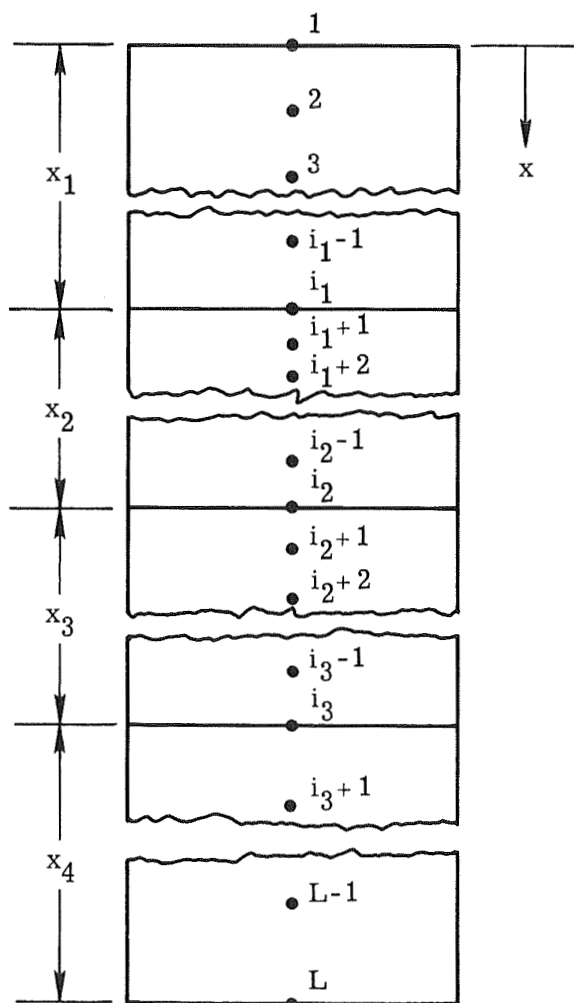 1
2
x
3
x₁
i₁-1
i₁
i₁+1
i₁+2
x₂
i₂-1
i₂
i₂+1
i₂+2
x₃
i₃-1
i₃
i₃+1
x₄
L-1
L